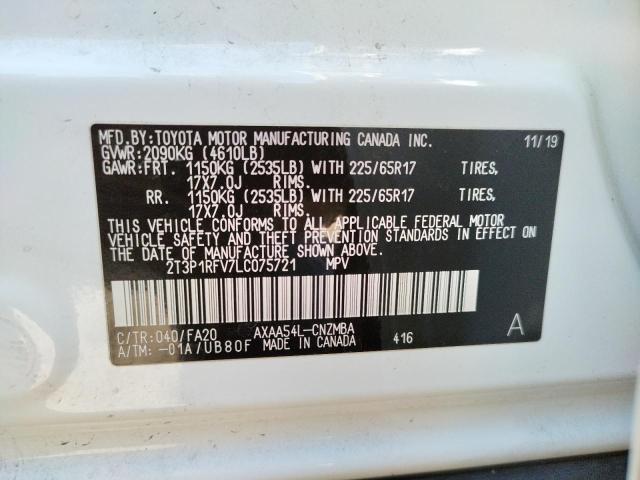 MFD.BY:TOYOTA MOTOR MANUFACTURING CANADA INC. 11/19
GVWR:2090KG (4610LB)
GAWR:FRT. 1150KG (2535LB) WITH 225/65R17 TIRES,
17X7.0J RIMS.
RR. 1150KG (2535LB) WITH 225/65R17 TIRES,
17X7.0J RIMS.
THIS VEHICLE CONFORMS TO ALL APPLICABLE FEDERAL MOTOR
VEHICLE SAFETY AND THEFT PREVENTION STANDARDS IN EFFECT ON
THE DATE OF MANUFACTURE SHOWN ABOVE.
2T3P1RFV7LC075721 MPV
C/TR:040/FA20 AXAA54L-CNZMBA 416 A
A/TM:-01A/UB80F MADE IN CANADA